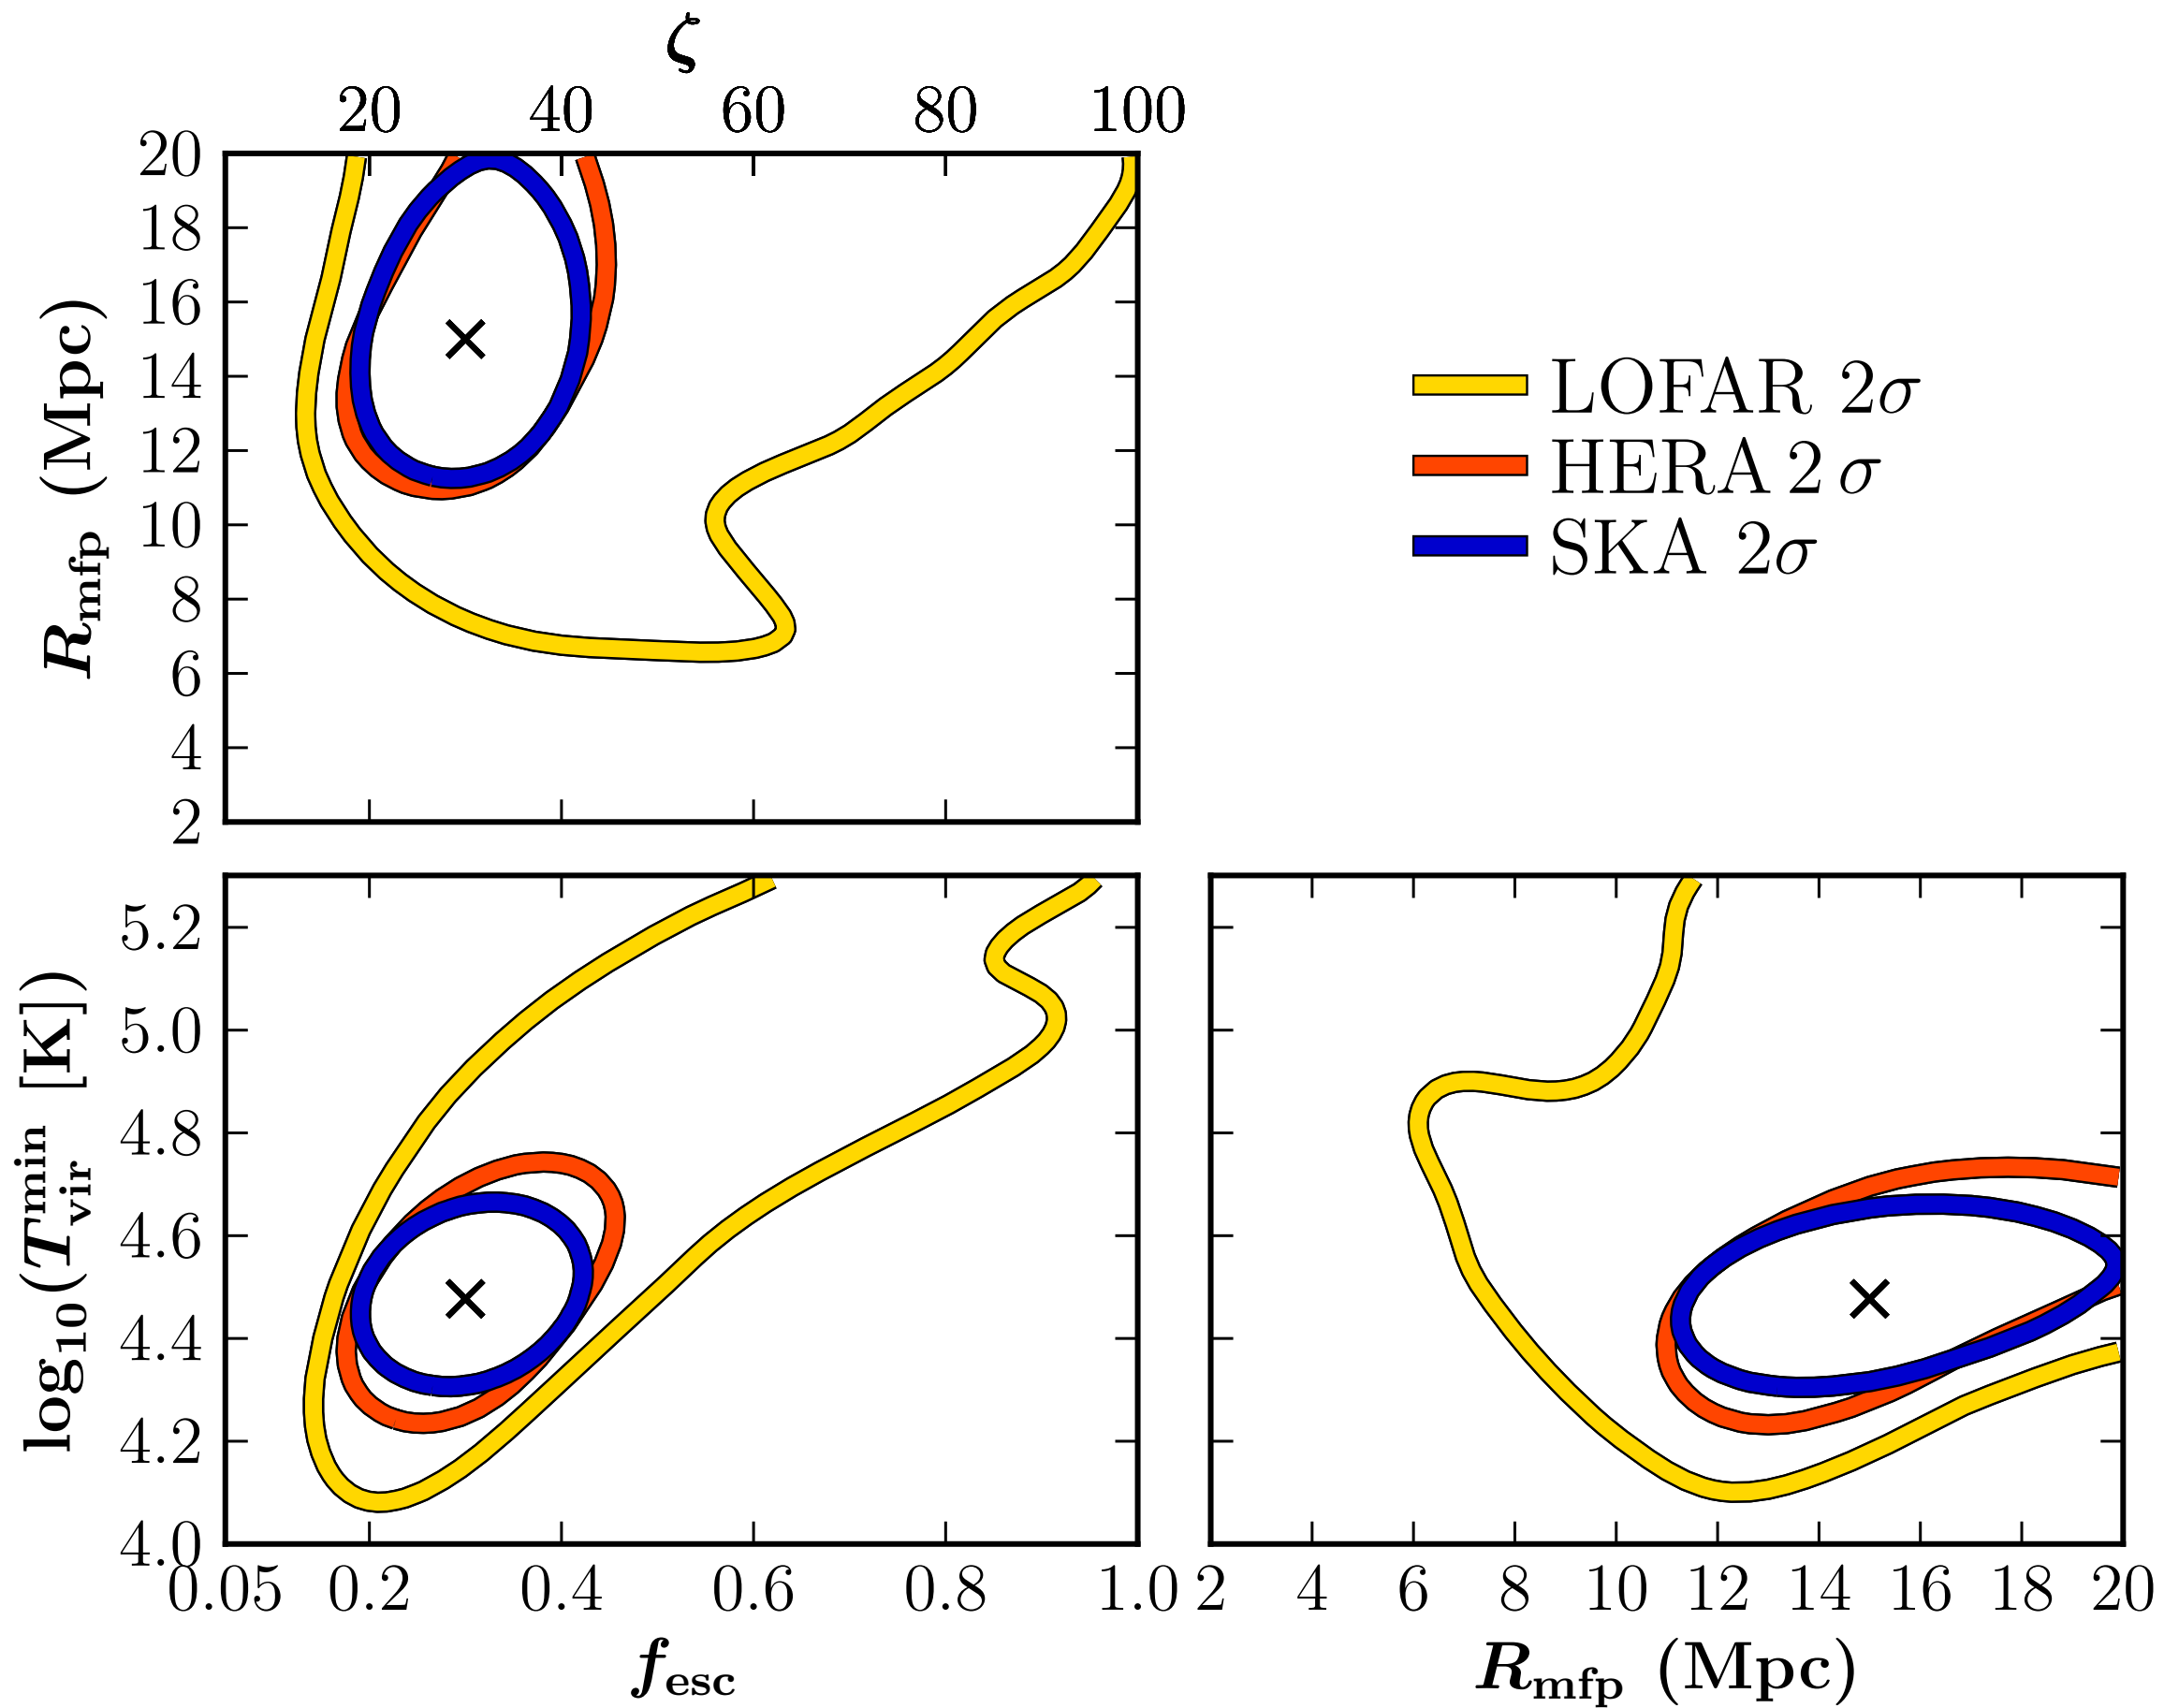 ζ
20 40 60 80 100
20
18
16
14
12
10
8
6
4
2
R_mfp (Mpc)
LOFAR 2σ
HERA 2 σ
SKA 2σ
5.2
5.0
4.8
4.6
4.4
4.2
4.0
log₁₀(T_vir^min [K])
0.05 0.2 0.4 0.6 0.8 1.0
f_esc
2 4 6 8 10 12 14 16 18 20
R_mfp (Mpc)